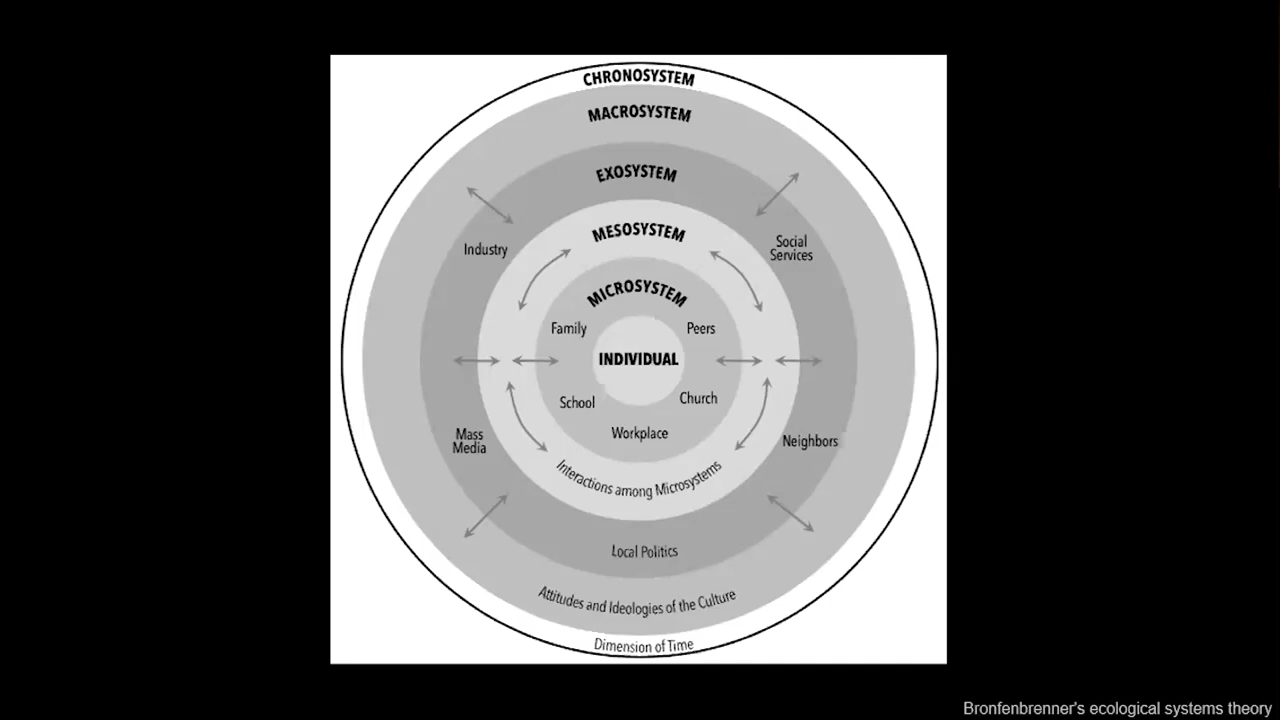 CHRONOSYSTEM
MACROSYSTEM
EXOSYSTEM
MESOSYSTEM
Industry
Social
Services
MICROSYSTEM
Family
Peers
INDIVIDUAL
School
Church
Workplace
Mass
Media
Neighbors
Interactions among Microsystems
Local Politics
Attitudes and Ideologies of the Culture
Dimension of Time
Bronfenbrenner's ecological systems theory